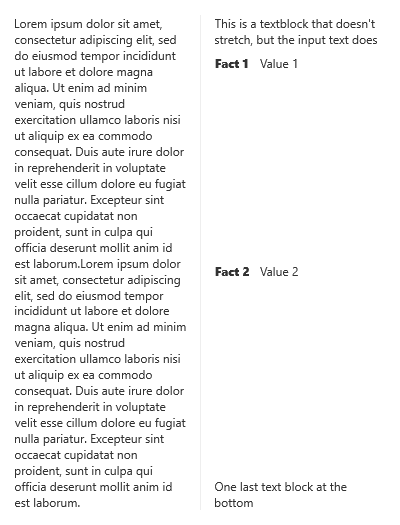 Lorem ipsum dolor sit amet,
consectetur adipiscing elit, sed
do eiusmod tempor incididunt
ut labore et dolore magna
aliqua. Ut enim ad minim
veniam, quis nostrud
exercitation ullamco laboris nisi
ut aliquip ex ea commodo
consequat. Duis aute irure dolor
in reprehenderit in voluptate
velit esse cillum dolore eu fugiat
nulla pariatur. Excepteur sint
occaecat cupidatat non
proident, sunt in culpa qui
officia deserunt mollit anim id
est laborum.Lorem ipsum dolor
sit amet, consectetur adipiscing
elit, sed do eiusmod tempor
incididunt ut labore et dolore
magna aliqua. Ut enim ad minim
veniam, quis nostrud
exercitation ullamco laboris nisi
ut aliquip ex ea commodo
consequat. Duis aute irure dolor
in reprehenderit in voluptate
velit esse cillum dolore eu fugiat
nulla pariatur. Excepteur sint
occaecat cupidatat non
proident, sunt in culpa qui
officia deserunt mollit anim id
est laborum.
This is a textblock that doesn't
stretch, but the input text does
Fact 1 Value 1
Fact 2 Value 2
One last text block at the
bottom